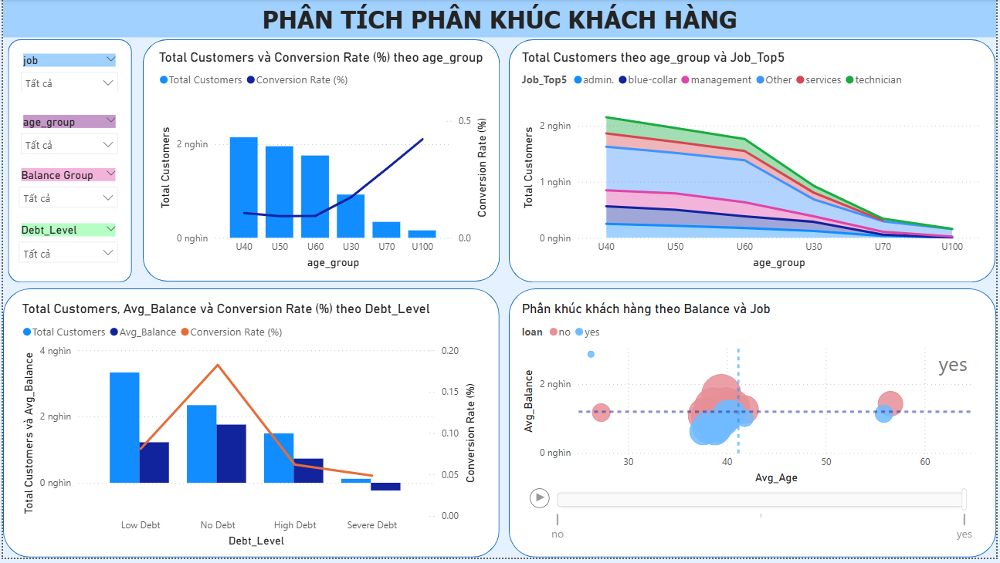 PHÂN TÍCH PHÂN KHÚC KHÁCH HÀNG
job
Tất cả
age_group
Tất cả
Balance Group
Tất cả
Debt_Level
Tất cả
Total Customers và Conversion Rate (%) theo age_group
Total Customers Conversion Rate (%)
Total Customers
2 nghìn
0 nghìn
0.5
0.0
Conversion Rate (%)
U40 U50 U60 U30 U70 U100
age_group
Total Customers theo age_group và Job_Top5
Job_Top5 admin. blue-collar management Other services technician
Total Customers
2 nghìn
1 nghìn
0 nghìn
U40 U50 U60 U30 U70 U100
age_group
Total Customers, Avg_Balance và Conversion Rate (%) theo Debt_Level
Total Customers Avg_Balance Conversion Rate (%)
Total Customers và Avg_Balance
4 nghìn
2 nghìn
0 nghìn
0.20
0.15
0.10
0.05
0.00
Conversion Rate (%)
Low Debt No Debt High Debt Severe Debt
Debt_Level
Phân khúc khách hàng theo Balance và Job
loan no yes
yes
Avg_Balance
2 nghìn
0 nghìn
30 40 50 60
Avg_Age
no yes